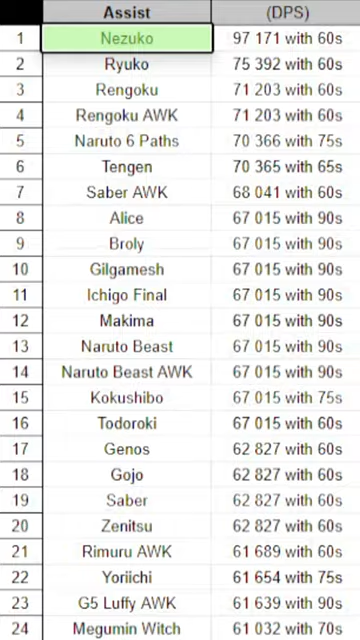 Assist (DPS)
1 Nezuko 97 171 with 60s
2 Ryuko 75 392 with 60s
3 Rengoku 71 203 with 60s
4 Rengoku AWK 71 203 with 60s
5 Naruto 6 Paths 70 366 with 75s
6 Tengen 70 365 with 65s
7 Saber AWK 68 041 with 60s
8 Alice 67 015 with 90s
9 Broly 67 015 with 90s
10 Gilgamesh 67 015 with 90s
11 Ichigo Final 67 015 with 90s
12 Makima 67 015 with 90s
13 Naruto Beast 67 015 with 90s
14 Naruto Beast AWK 67 015 with 90s
15 Kokushibo 67 015 with 75s
16 Todoroki 67 015 with 60s
17 Genos 62 827 with 60s
18 Gojo 62 827 with 60s
19 Saber 62 827 with 60s
20 Zenitsu 62 827 with 60s
21 Rimuru AWK 61 689 with 60s
22 Yoriichi 61 654 with 75s
23 G5 Luffy AWK 61 639 with 90s
24 Megumin Witch 61 032 with 70s